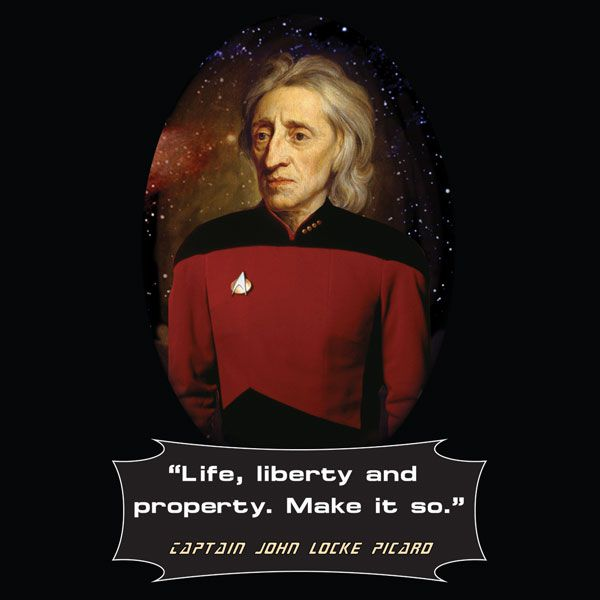 “Life, liberty and
property. Make it so.”
CAPTAIN JOHN LOCKE PICARD